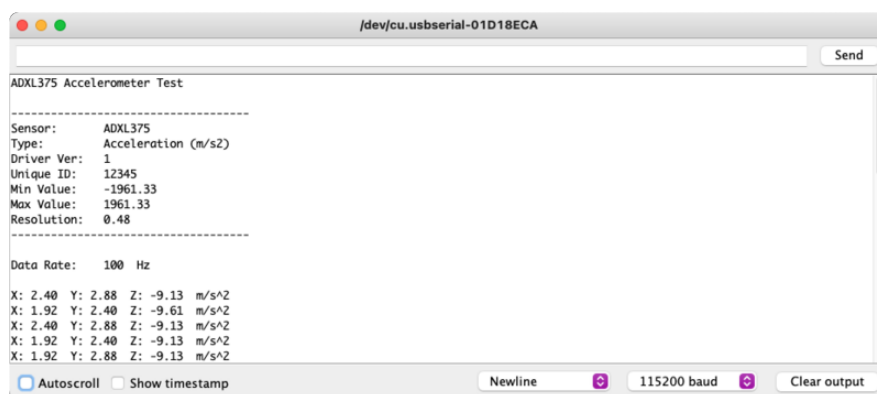 /dev/cu.usbserial-01D18ECA
Send
ADXL375 Accelerometer Test
------------------------------------
Sensor: ADXL375
Type: Acceleration (m/s2)
Driver Ver: 1
Unique ID: 12345
Min Value: -1961.33
Max Value: 1961.33
Resolution: 0.48
------------------------------------
Data Rate: 100 Hz
X: 2.40 Y: 2.88 Z: -9.13 m/s^2
X: 1.92 Y: 2.40 Z: -9.61 m/s^2
X: 2.40 Y: 2.88 Z: -9.13 m/s^2
X: 1.92 Y: 2.40 Z: -9.13 m/s^2
X: 1.92 Y: 2.88 Z: -9.13 m/s^2
Autoscroll Show timestamp Newline 115200 baud Clear output